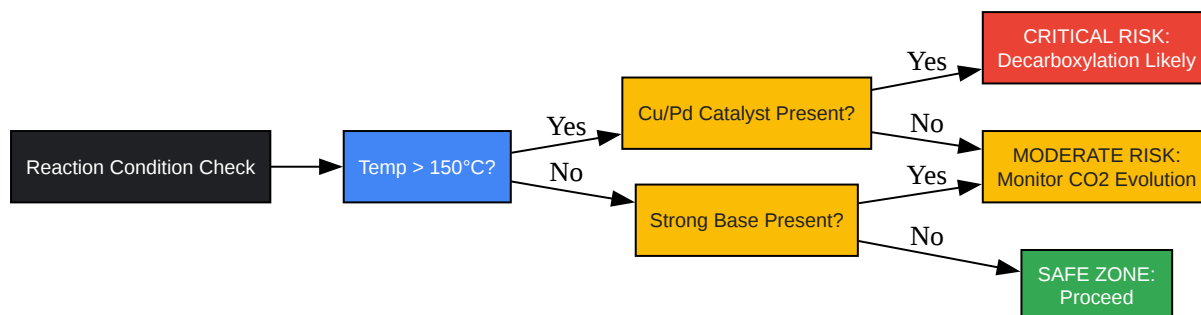 Reaction Condition Check
Temp > 150°C?
Yes
No
Cu/Pd Catalyst Present?
Strong Base Present?
Yes
No
Yes
No
CRITICAL RISK:
Decarboxylation Likely
MODERATE RISK:
Monitor CO2 Evolution
SAFE ZONE:
Proceed